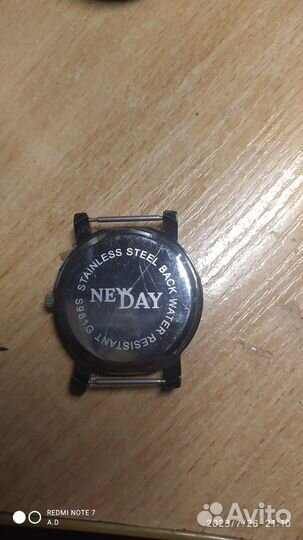 STAINLESS STEEL BACK WATER RESISTANT
NEW
DAY
REDMI NOTE 7
A.D
2023/7/26 21:10
Avito